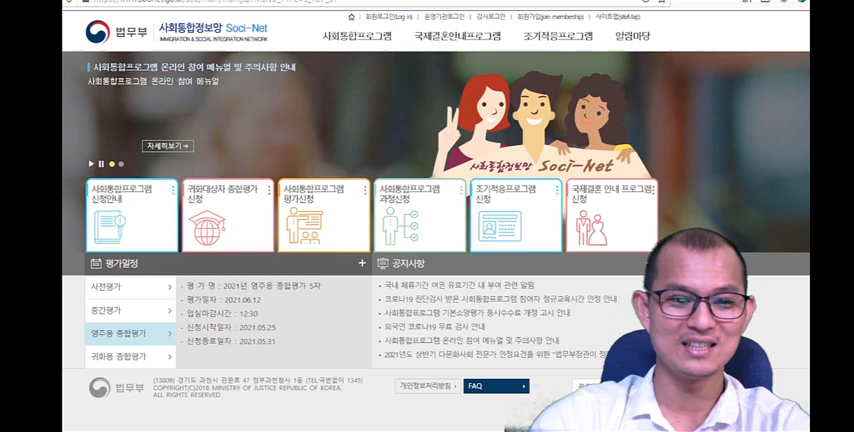 회원로그인(Log in) | 운영기관로그인 | 강사로그인 | 회원가입(join membership) | 사이트맵(sitetap)
법무부 사회통합정보망 Soci-Net
IMMIGRATION & SOCIAL INTEGRATION NETWORK
사회통합프로그램 국제결혼안내프로그램 조기적응프로그램 알림마당
사회통합프로그램 온라인 참여 메뉴얼 및 주의사항 안내
사회통합프로그램 온라인 참여 메뉴얼
자세히보기
사회통합정보망 Soci-Net
사회통합프로그램
신청안내
귀화대상자 종합평가
신청
사회통합프로그램
평가신청
사회통합프로그램
과정신청
조기적응프로그램
신청
국제결혼 안내 프로그램
신청
평가일정 +
사전평가
중간평가
영주용 종합평가
귀화용 종합평가
- 평 가 명 : 2021년 영주용 종합평가 5차
- 평가일자 : 2021.06.12
- 입실마감시간 : 12:30
- 신청시작일자 : 2021.05.25
- 신청종료일자 : 2021.05.31
공지사항
국내 체류기간 여권 유효기간 내 부여 관련 알림
코로나19 진단검사 받은 사회통합프로그램 참여자 정규교육시간 인정 안내
사회통합프로그램 기본소양평가 응시수수료 개정 고시 안내
외국인 코로나19 무료 검사 안내
사회통합프로그램 온라인 참여 메뉴얼 및 주의사항 안내
2021년도 상반기 다문화사회 전문가 인정요건을 위한 "법무부장관이
법무부
(13809) 경기도 과천시 관문로 47 정부과천청사 1동 (TEL:국번없이 1345)
COPYRIGHT(C)2018 MINISTRY OF JUSTICE REPUBLIC OF KOREA.
ALL RIGHTS RESERVED.
개인정보처리방침
FAQ